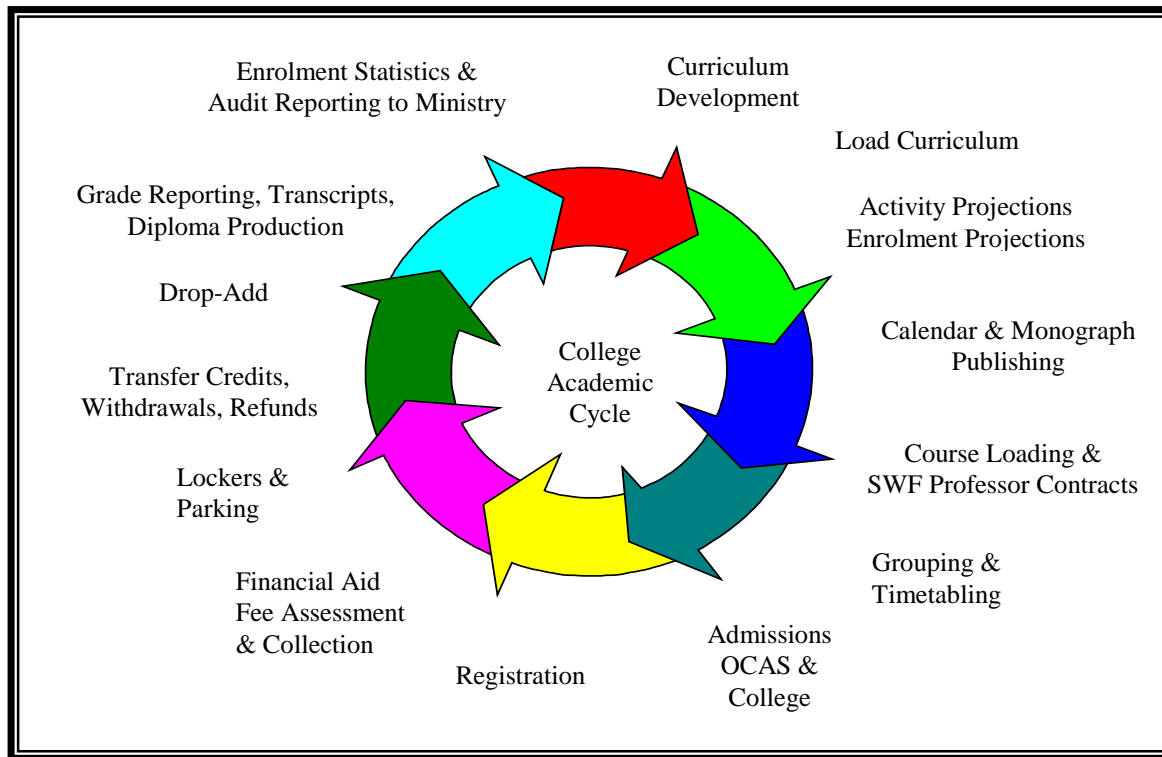 Curriculum
Development
Load Curriculum
Activity Projections
Enrolment Projections
Calendar & Monograph
Publishing
Course Loading &
SWF Professor Contracts
Grouping &
Timetabling
Admissions
OCAS &
College
Registration
Financial Aid
Fee Assessment
& Collection
Lockers &
Parking
Transfer Credits,
Withdrawals, Refunds
Drop-Add
Grade Reporting, Transcripts,
Diploma Production
Enrolment Statistics &
Audit Reporting to Ministry
College
Academic
Cycle